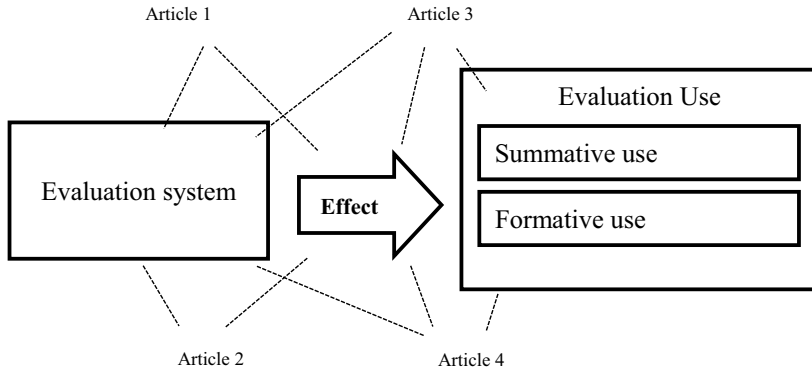 Article 1
Article 3
Evaluation Use
Summative use
Evaluation system
Effect
Formative use
Article 2
Article 4